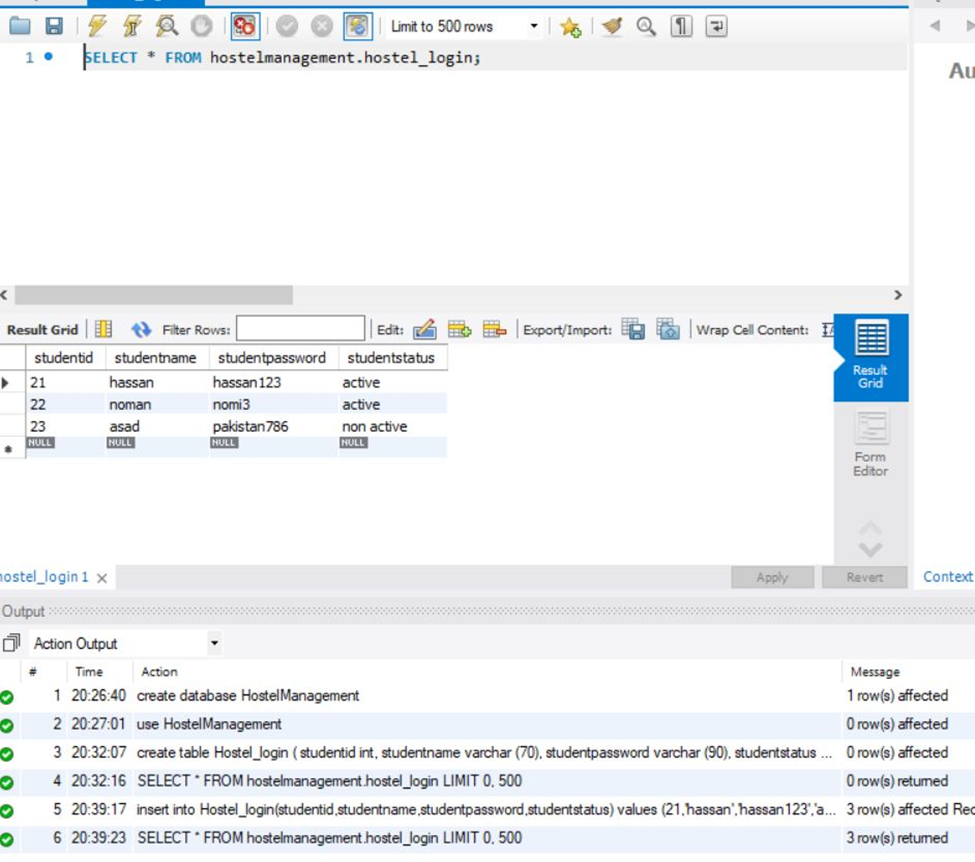 Limit to 500 rows
Au
1 SELECT * FROM hostelmanagement.hostel_login;
Result Grid Filter Rows: Edit: Export/Import: Wrap Cell Content:
studentid studentname studentpassword studentstatus
21 hassan hassan123 active
22 noman nomi3 active
23 asad pakistan786 non active
NULL NULL NULL NULL
Result
Grid
Form
Editor
hostel_login 1 Apply Revert Context
Output
Action Output
# Time Action Message
1 20:26:40 create database HostelManagement 1 row(s) affected
2 20:27:01 use HostelManagement 0 row(s) affected
3 20:32:07 create table Hostel_login ( studentid int, studentname varchar (70), studentpassword varchar (90), studentstatus ... 0 row(s) affected
4 20:32:16 SELECT * FROM hostelmanagement.hostel_login LIMIT 0, 500 0 row(s) returned
5 20:39:17 insert into Hostel_login(studentid,studentname,studentpassword,studentstatus) values (21,'hassan','hassan123','a... 3 row(s) affected Rec
6 20:39:23 SELECT * FROM hostelmanagement.hostel_login LIMIT 0, 500 3 row(s) returned